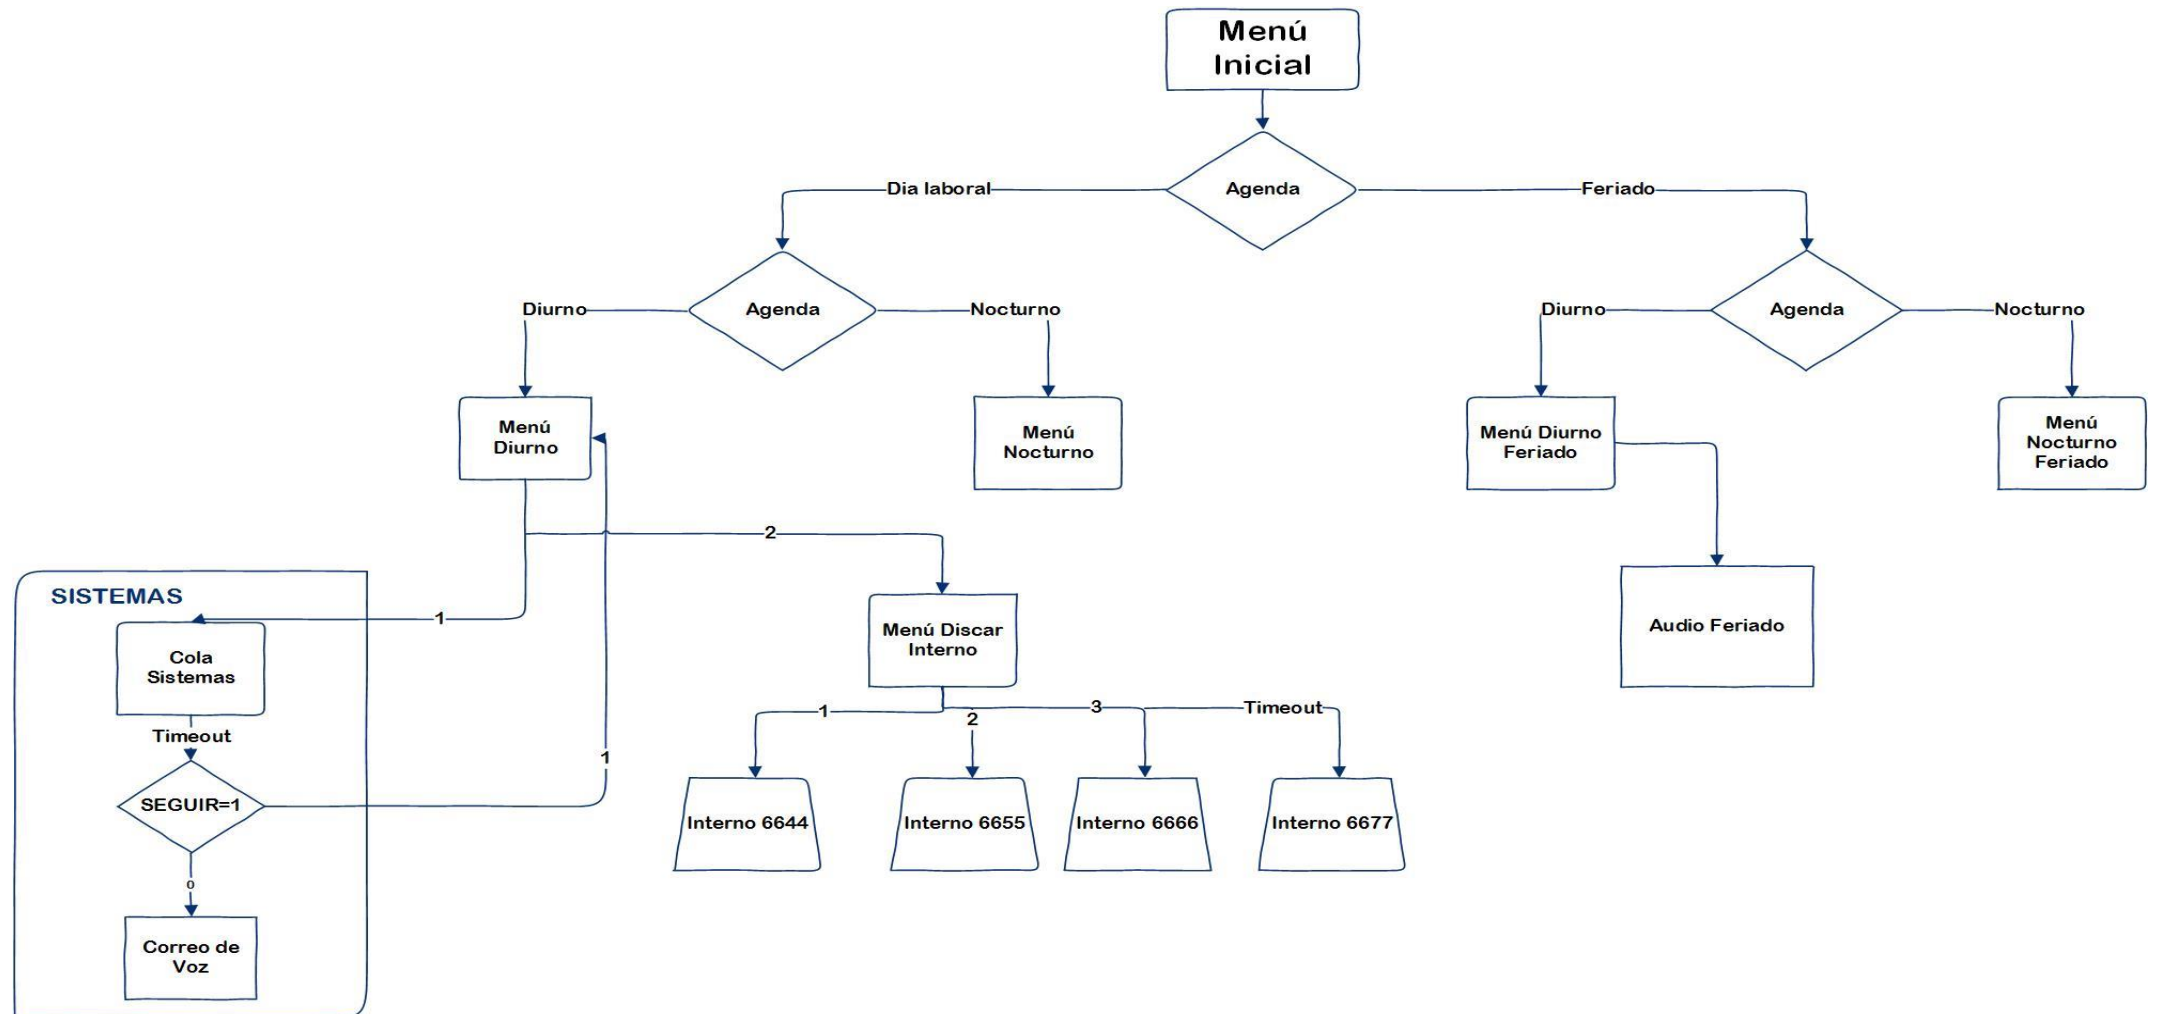 Menú
Inicial
Agenda
Dia laboral
Feriado
Agenda
Diurno
Nocturno
Agenda
Diurno
Nocturno
Menú
Diurno
Menú
Nocturno
Menú Diurno
Feriado
Menú
Nocturno
Feriado
2
SISTEMAS
1
Cola
Sistemas
Menú Discar
Interno
Audio Feriado
Timeout
1
2
3
Timeout
1
SEGUIR=1
Interno 6644
Interno 6655
Interno 6666
Interno 6677
0
Correo de
Voz